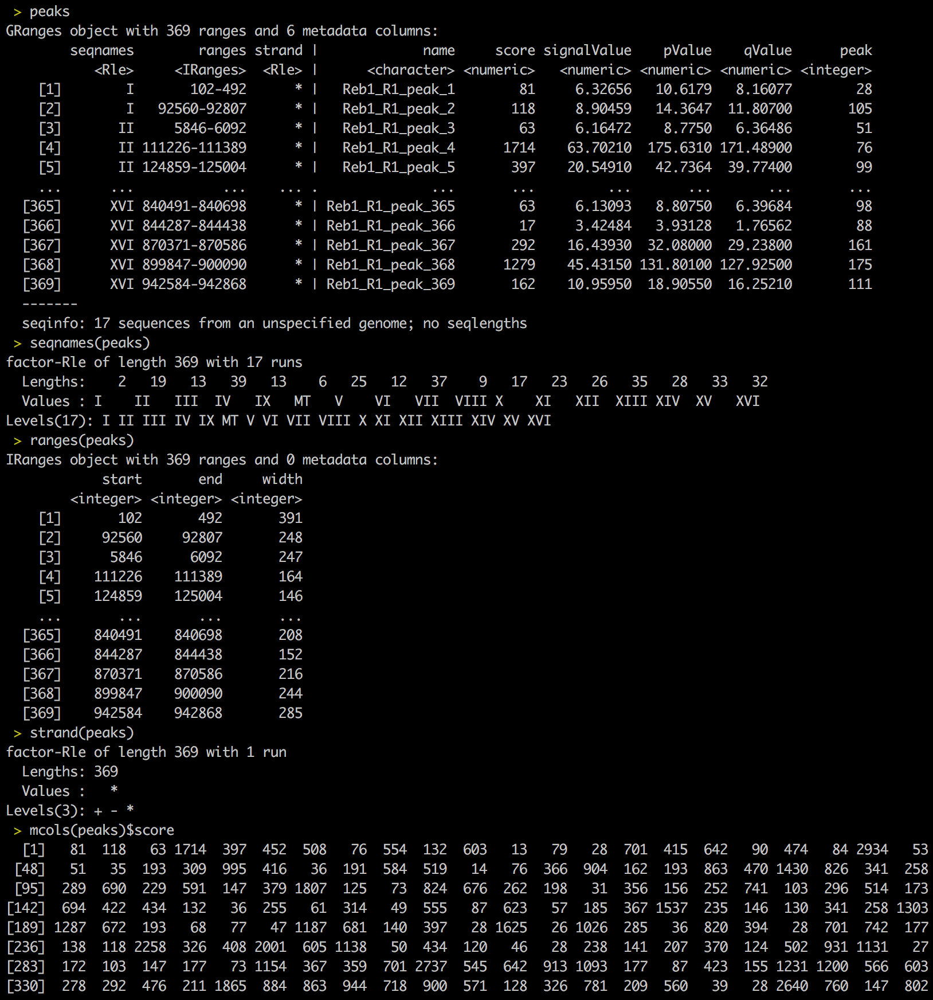 > peaks
GRanges object with 369 ranges and 6 metadata columns:
seqnames ranges strand | name score signalValue pValue qValue peak
<Rle> <IRanges> <Rle> | <character> <numeric> <numeric> <numeric> <numeric> <integer>
[1] I 102-492 * | Reb1_R1_peak_1 81 6.32656 10.6179 8.16077 28
[2] I 92560-92807 * | Reb1_R1_peak_2 118 8.90459 14.3647 11.80700 105
[3] II 5846-6092 * | Reb1_R1_peak_3 63 6.16472 8.7750 6.36486 51
[4] II 111226-111389 * | Reb1_R1_peak_4 1714 63.70210 175.6310 171.48900 76
[5] II 124859-125004 * | Reb1_R1_peak_5 397 20.54910 42.7364 39.77400 99
... ... ... ... . ... ... ... ... ... ...
[365] XVI 840491-840698 * | Reb1_R1_peak_365 63 6.13093 8.80750 6.39684 98
[366] XVI 844287-844438 * | Reb1_R1_peak_366 17 3.42484 3.93128 1.76562 88
[367] XVI 870371-870586 * | Reb1_R1_peak_367 292 16.43930 32.08000 29.23800 161
[368] XVI 899847-900090 * | Reb1_R1_peak_368 1279 45.43150 131.80100 127.92500 175
[369] XVI 942584-942868 * | Reb1_R1_peak_369 162 10.95950 18.90550 16.25210 111
-------
seqinfo: 17 sequences from an unspecified genome; no seqlengths
> seqnames(peaks)
factor-Rle of length 369 with 17 runs
Lengths: 2 19 13 39 13 6 25 12 37 9 17 23 26 35 28 33 32
Values : I II III IV IX MT V VI VII VIII X XI XII XIII XIV XV XVI
Levels(17): I II III IV IX MT V VI VII VIII X XI XII XIII XIV XV XVI
> ranges(peaks)
IRanges object with 369 ranges and 0 metadata columns:
start end width
<integer> <integer> <integer>
[1] 102 492 391
[2] 92560 92807 248
[3] 5846 6092 247
[4] 111226 111389 164
[5] 124859 125004 146
... ... ... ...
[365] 840491 840698 208
[366] 844287 844438 152
[367] 870371 870586 216
[368] 899847 900090 244
[369] 942584 942868 285
> strand(peaks)
factor-Rle of length 369 with 1 run
Lengths: 369
Values : *
Levels(3): + - *
> mcols(peaks)$score
[1] 81 118 63 1714 397 452 508 76 554 132 603 13 79 28 701 415 642 90 474 84 2934 53
[48] 51 35 193 309 995 416 36 191 584 519 14 76 366 904 162 193 863 470 1430 826 341 258
[95] 289 690 229 591 147 379 1807 125 73 824 676 262 198 31 356 156 252 741 103 296 514 173
[142] 694 422 434 132 36 255 61 314 49 555 87 623 57 185 367 1537 235 146 130 341 258 1303
[189] 1287 672 193 68 77 47 1187 681 140 397 28 1625 26 1026 285 36 820 394 28 701 742 177
[236] 138 118 2258 326 408 2001 605 1138 50 434 120 46 28 238 141 207 370 124 502 931 1131 27
[283] 172 103 147 177 73 1154 367 359 701 2737 545 642 913 1093 177 87 423 155 1231 1200 566 603
[330] 278 292 476 211 1865 884 863 944 718 900 571 128 326 781 209 560 39 28 2640 760 147 802